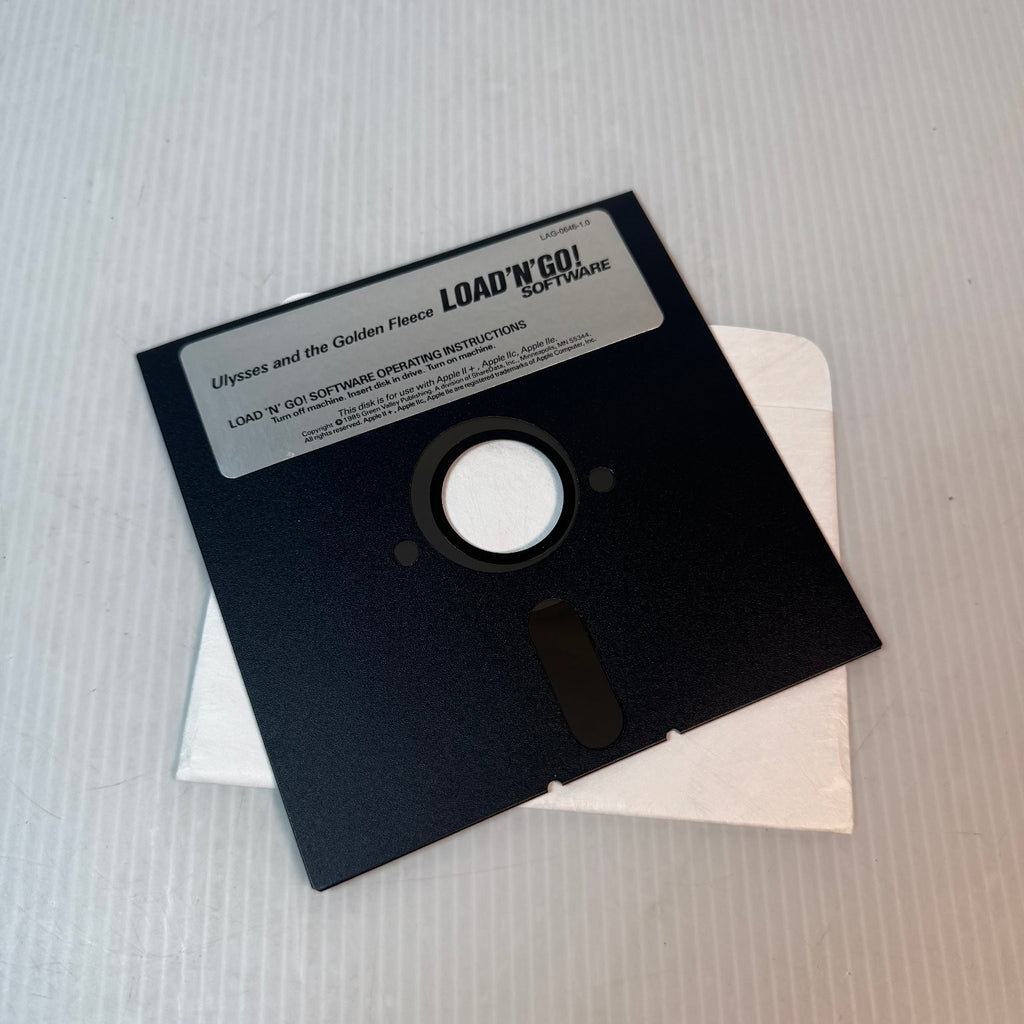 LAG-0646-1.0
Ulysses and the Golden Fleece LOAD'N'GO!
SOFTWARE
LOAD 'N' GO! SOFTWARE OPERATING INSTRUCTIONS
Turn off machine. Insert disk in drive. Turn on machine.
This disk is for use with Apple II+, Apple IIc, Apple IIe.
Copyright © 1985 Green Valley Publishing. A division of ShareData, Inc., Minneapolis, MN 55344.
All rights reserved. Apple II+, Apple IIc, Apple IIe are registered trademarks of Apple Computer, Inc.